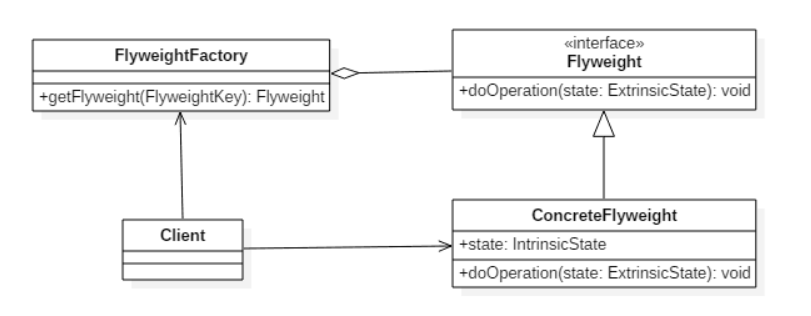 FlyweightFactory
+getFlyweight(FlyweightKey): Flyweight
«interface»
Flyweight
+doOperation(state: ExtrinsicState): void
Client
ConcreteFlyweight
+state: IntrinsicState
+doOperation(state: ExtrinsicState): void